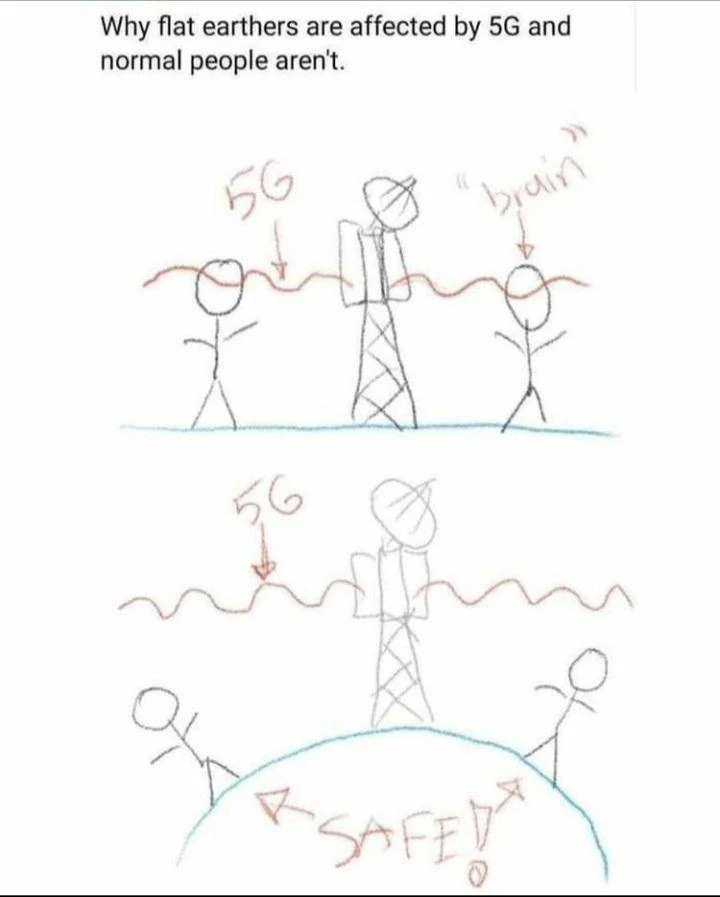 Why flat earthers are affected by 5G and
normal people aren't.
5G
"brain"
5G
SAFE!